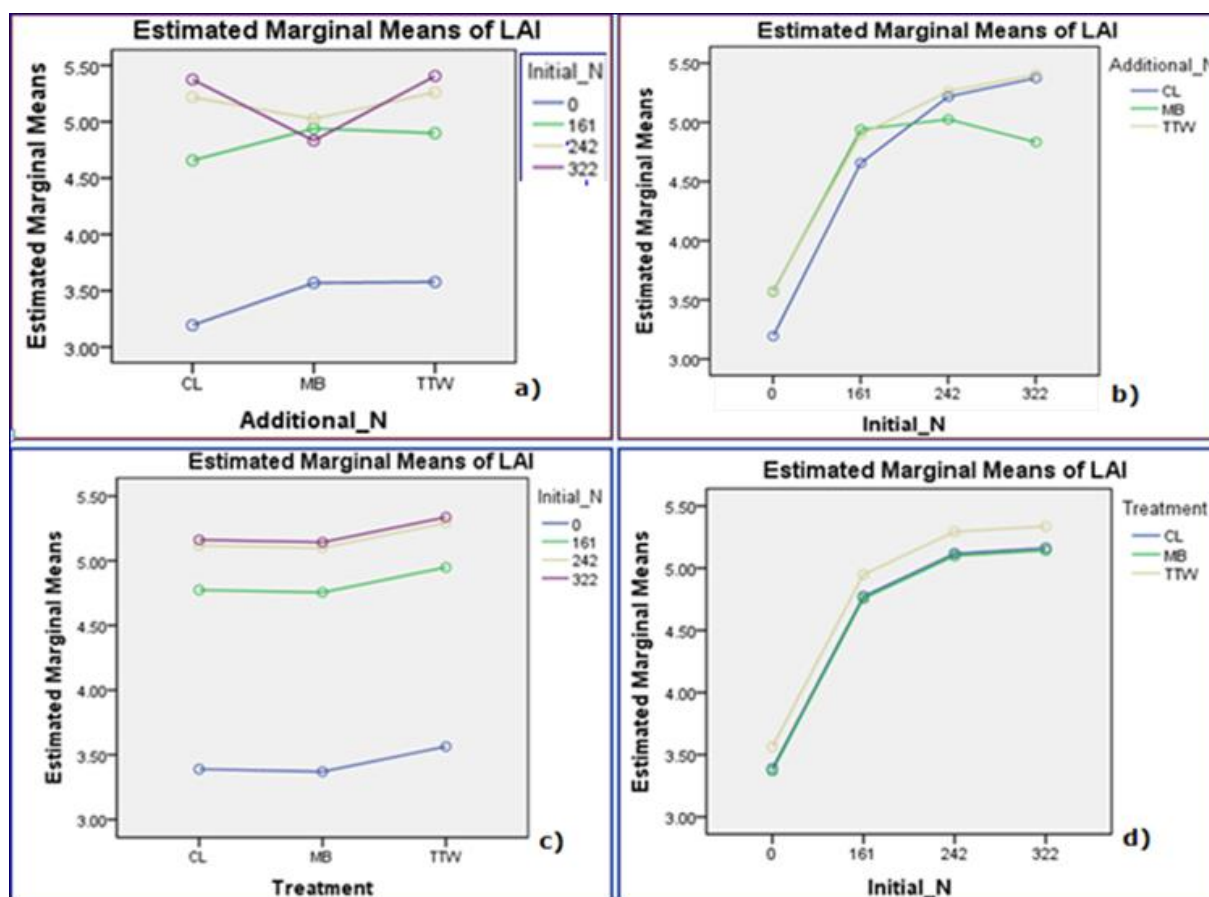 Estimated Marginal Means of LAI
Estimated Marginal Means
5.50
5.00
4.50
4.00
3.50
3.00
CL
MB
TTW
Additional_N
Initial_N
0
161
242
322
a)
Estimated Marginal Means of LAI
Estimated Marginal Means
5.50
5.00
4.50
4.00
3.50
3.00
0
161
242
322
Initial_N
Additional_N
CL
MB
TTW
b)
Estimated Marginal Means of LAI
Estimated Marginal Means
5.50
5.00
4.50
4.00
3.50
3.00
CL
MB
TTW
Treatment
Initial_N
0
161
242
322
c)
Estimated Marginal Means of LAI
Estimated Marginal Means
5.50
5.00
4.50
4.00
3.50
3.00
0
161
242
322
Initial_N
Treatment
CL
MB
TTW
d)